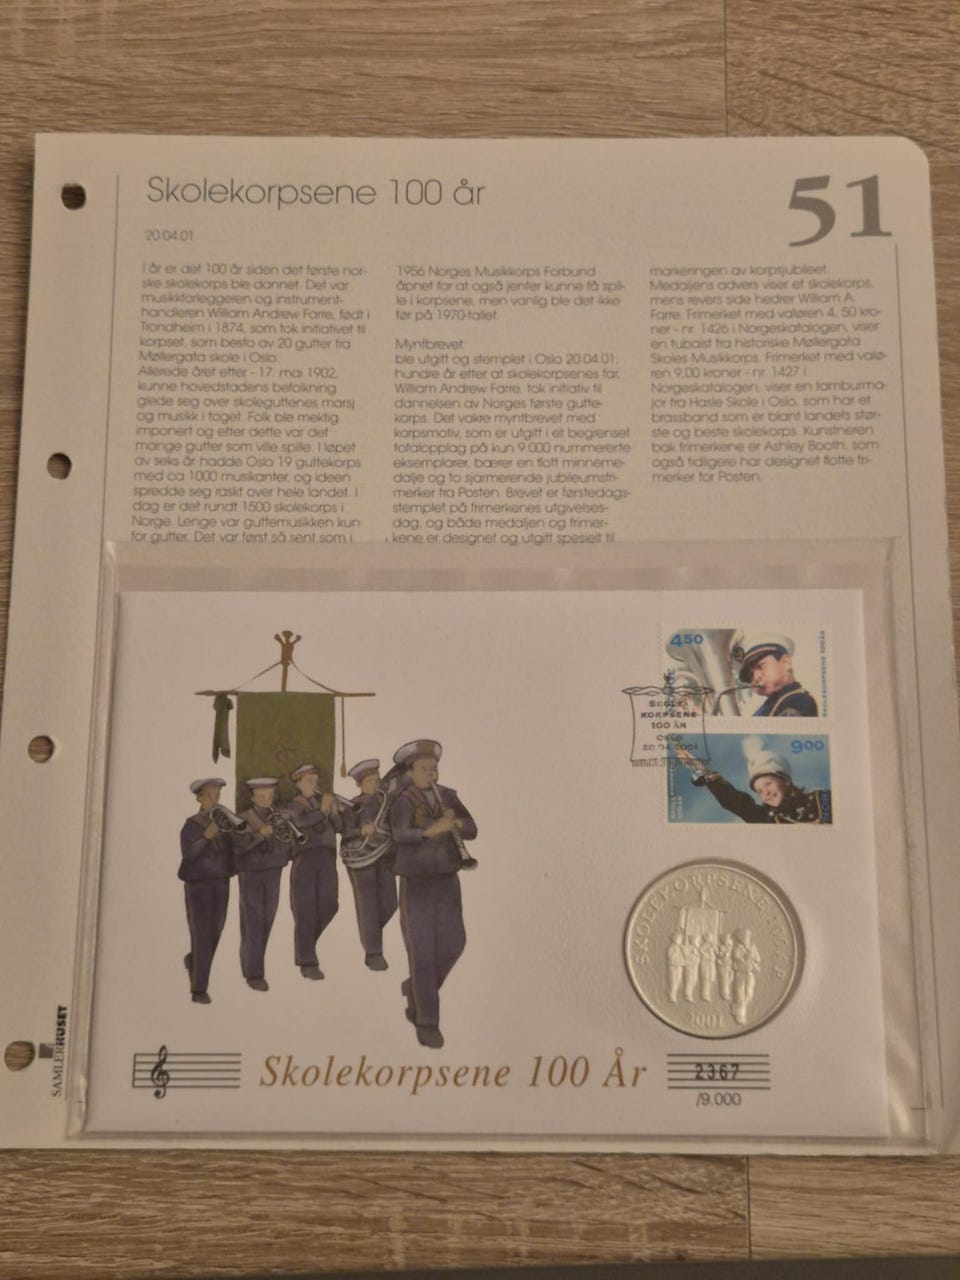 Skolekorpsene 100 år
51
20.04.01
I år er det 100 år siden det første nor-
ske skolekorps ble dannet. Det var
musikkforleggeren og instrument-
handleren William Andrew Farre, født i
Trondheim i 1874, som tok initiativet til
korpset, som besto av 20 gutter fra
Møllergata skole i Oslo.
Allerede året etter - 17. mai 1902,
kunne hovedstadens befolkning
glede seg over skoleguttenes marsj
og musikk i toget. Folk ble mektig
imponert og etter dette var det
mange gutter som ville spille. I løpet
av seks år hadde Oslo 19 guttekorps
med ca 1000 musikanter, og ideen
spredde seg raskt over hele landet. I
dag er det rundt 1500 skolekorps i
Norge. Lenge var guttemusikken kun
for gutter. Det var først så sent som i
1956 Norges Musikkorps Forbund
åpnet for at også jenter kunne få spil-
le i korpsene, men vanlig ble det ikke
før på 1970-tallet.
Myntbrevet
ble utgitt og stemplet i Oslo 20.04.01,
hundre år etter at skolekorpsenes far,
William Andrew Farre, tok initiativ til
dannelsen av Norges første gutte-
korps. Det vakre myntbrevet med
korpsmotiv, som er utgitt i et begrenset
totalopplag på kun 9.000 nummererte
eksemplarer, bærer en flott minneme-
dalje og to sjarmerende jubileumsfri-
merker fra Posten. Brevet er førstedags-
stemplet på frimerkenes utgivelses-
dag, og både medaljen og frimer-
kene er designet og utgitt spesielt til
markeringen av korpsjubileet.
Medaljens advers viser et skolekorps,
mens revers side hedrer William A.
Farre. Frimerket med valøren 4,50 kro-
ner - nr. 1426 i Norgeskatalogen, viser
en tubaist fra historiske Møllergata
Skoles Musikkorps. Frimerket med valø-
ren 9.00 kroner - nr. 1427 i
Norgeskatalogen, viser en tamburma-
jor fra Hasle Skole i Oslo, som har et
brassband som er blant landets stør-
ste og beste skolekorps. Kunstneren
bak frimerkene er Ashley Booth, som
også tidligere har designet flotte fri-
merker for Posten.
450
SKOLEKORPSENE 100 ÅR
SKOLE-
KORPSENE
100 ÅR
OSLO
20.04.2001
900
SKOLEKORPSENE 100 ÅR
2001
SAMLERHUSET
Skolekorpsene 100 År
2367
/9.000